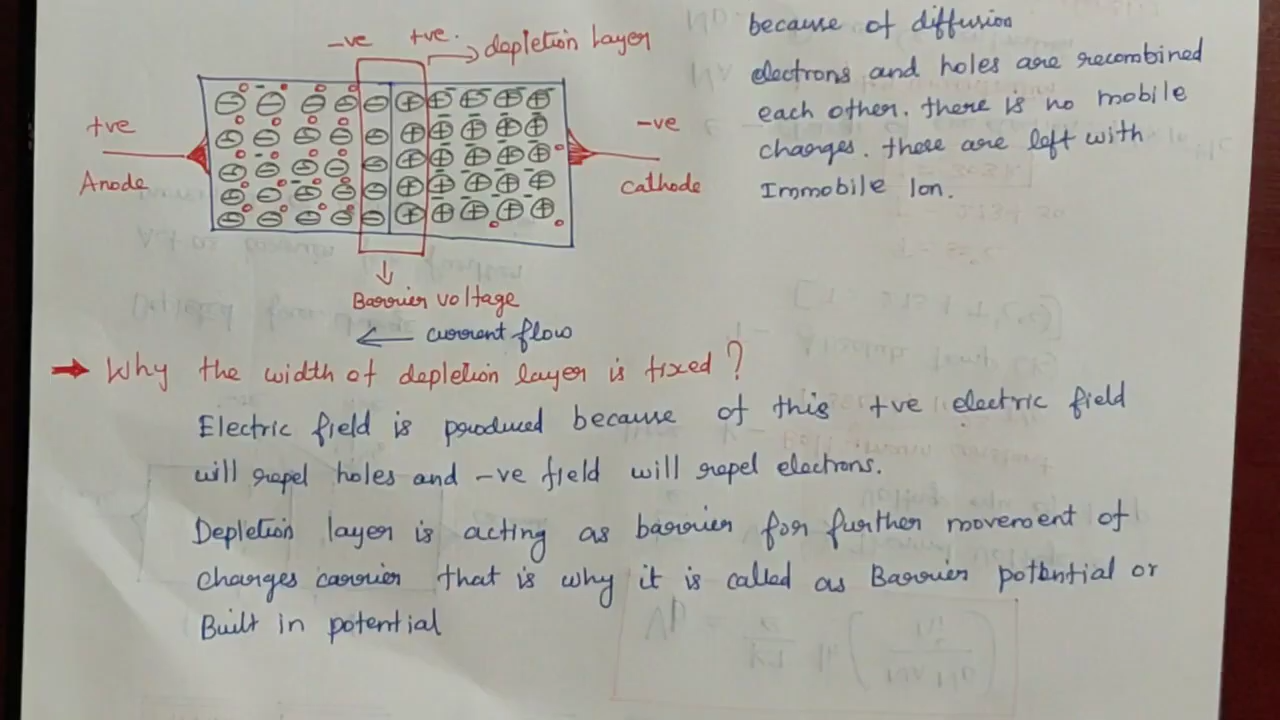 -ve +ve. depletion layer
+ve
Anode
-ve
cathode
Barrier voltage
← current flow
because of diffusion
electrons and holes are recombined
each other. there is no mobile
charges. these are left with
Immobile Ion.
→ Why the width of depletion layer is fixed?
Electric field is produced because of this +ve electric field
will repel holes and -ve field will repel electrons.
Depletion layer is acting as barrier for further movement of
charges carrier that is why it is called as Barrier potential or
Built in potential